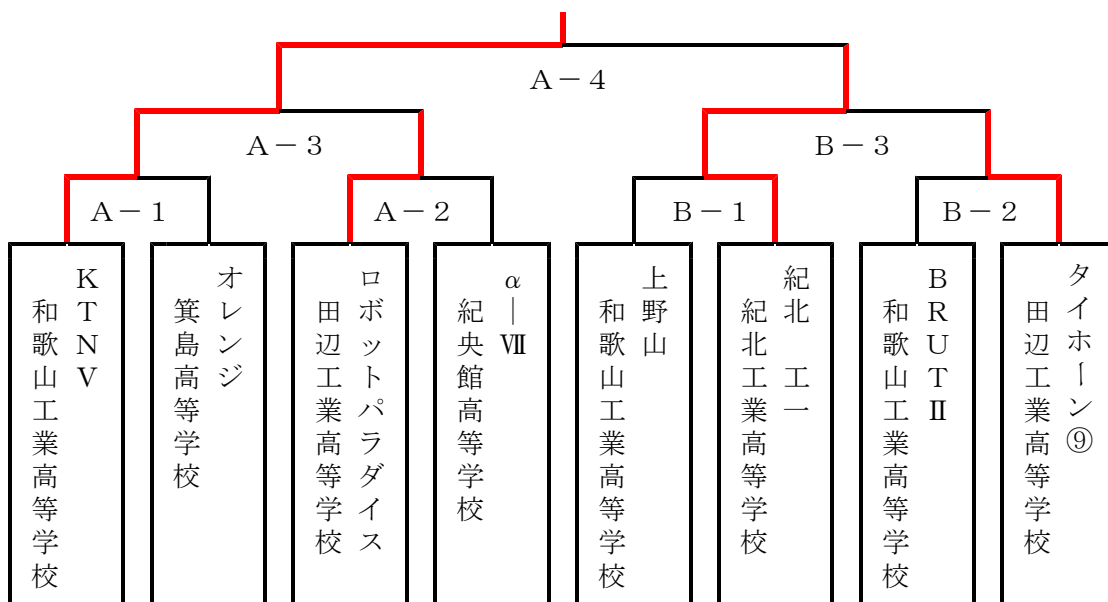 A－4
A－3
B－3
A－1
A－2
B－1
B－2
KTNV
和歌山工業高等学校
オレンジ
箕島高等学校
ロボットパラダイス
田辺工業高等学校
α―Ⅶ
紀央館高等学校
上野山
和歌山工業高等学校
紀北　工一
紀北工業高等学校
BRUTⅡ
和歌山工業高等学校
タイホーン⑨
田辺工業高等学校